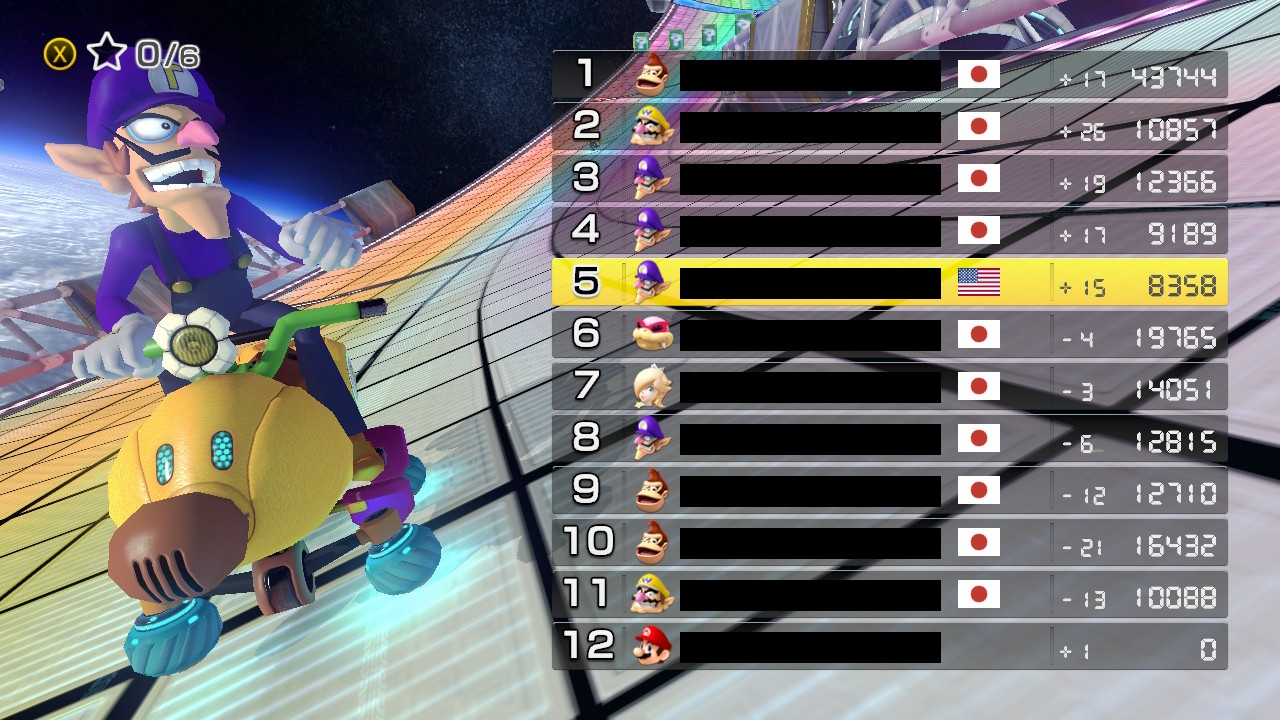 X 0/6
1 + 17 43744
2 + 26 10857
3 + 19 12366
4 + 17 9189
5 + 15 8358
6 - 4 19765
7 - 3 14051
8 - 6 12815
9 - 12 12710
10 - 21 16432
11 - 13 10088
12 + 1 0